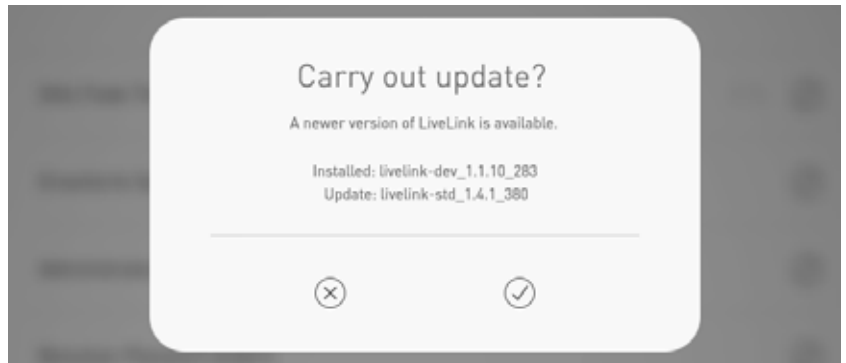 Carry out update?
A newer version of LiveLink is available.
Installed: livelink-dev_1.1.10_283
Update: livelink-std_1.4.1_380